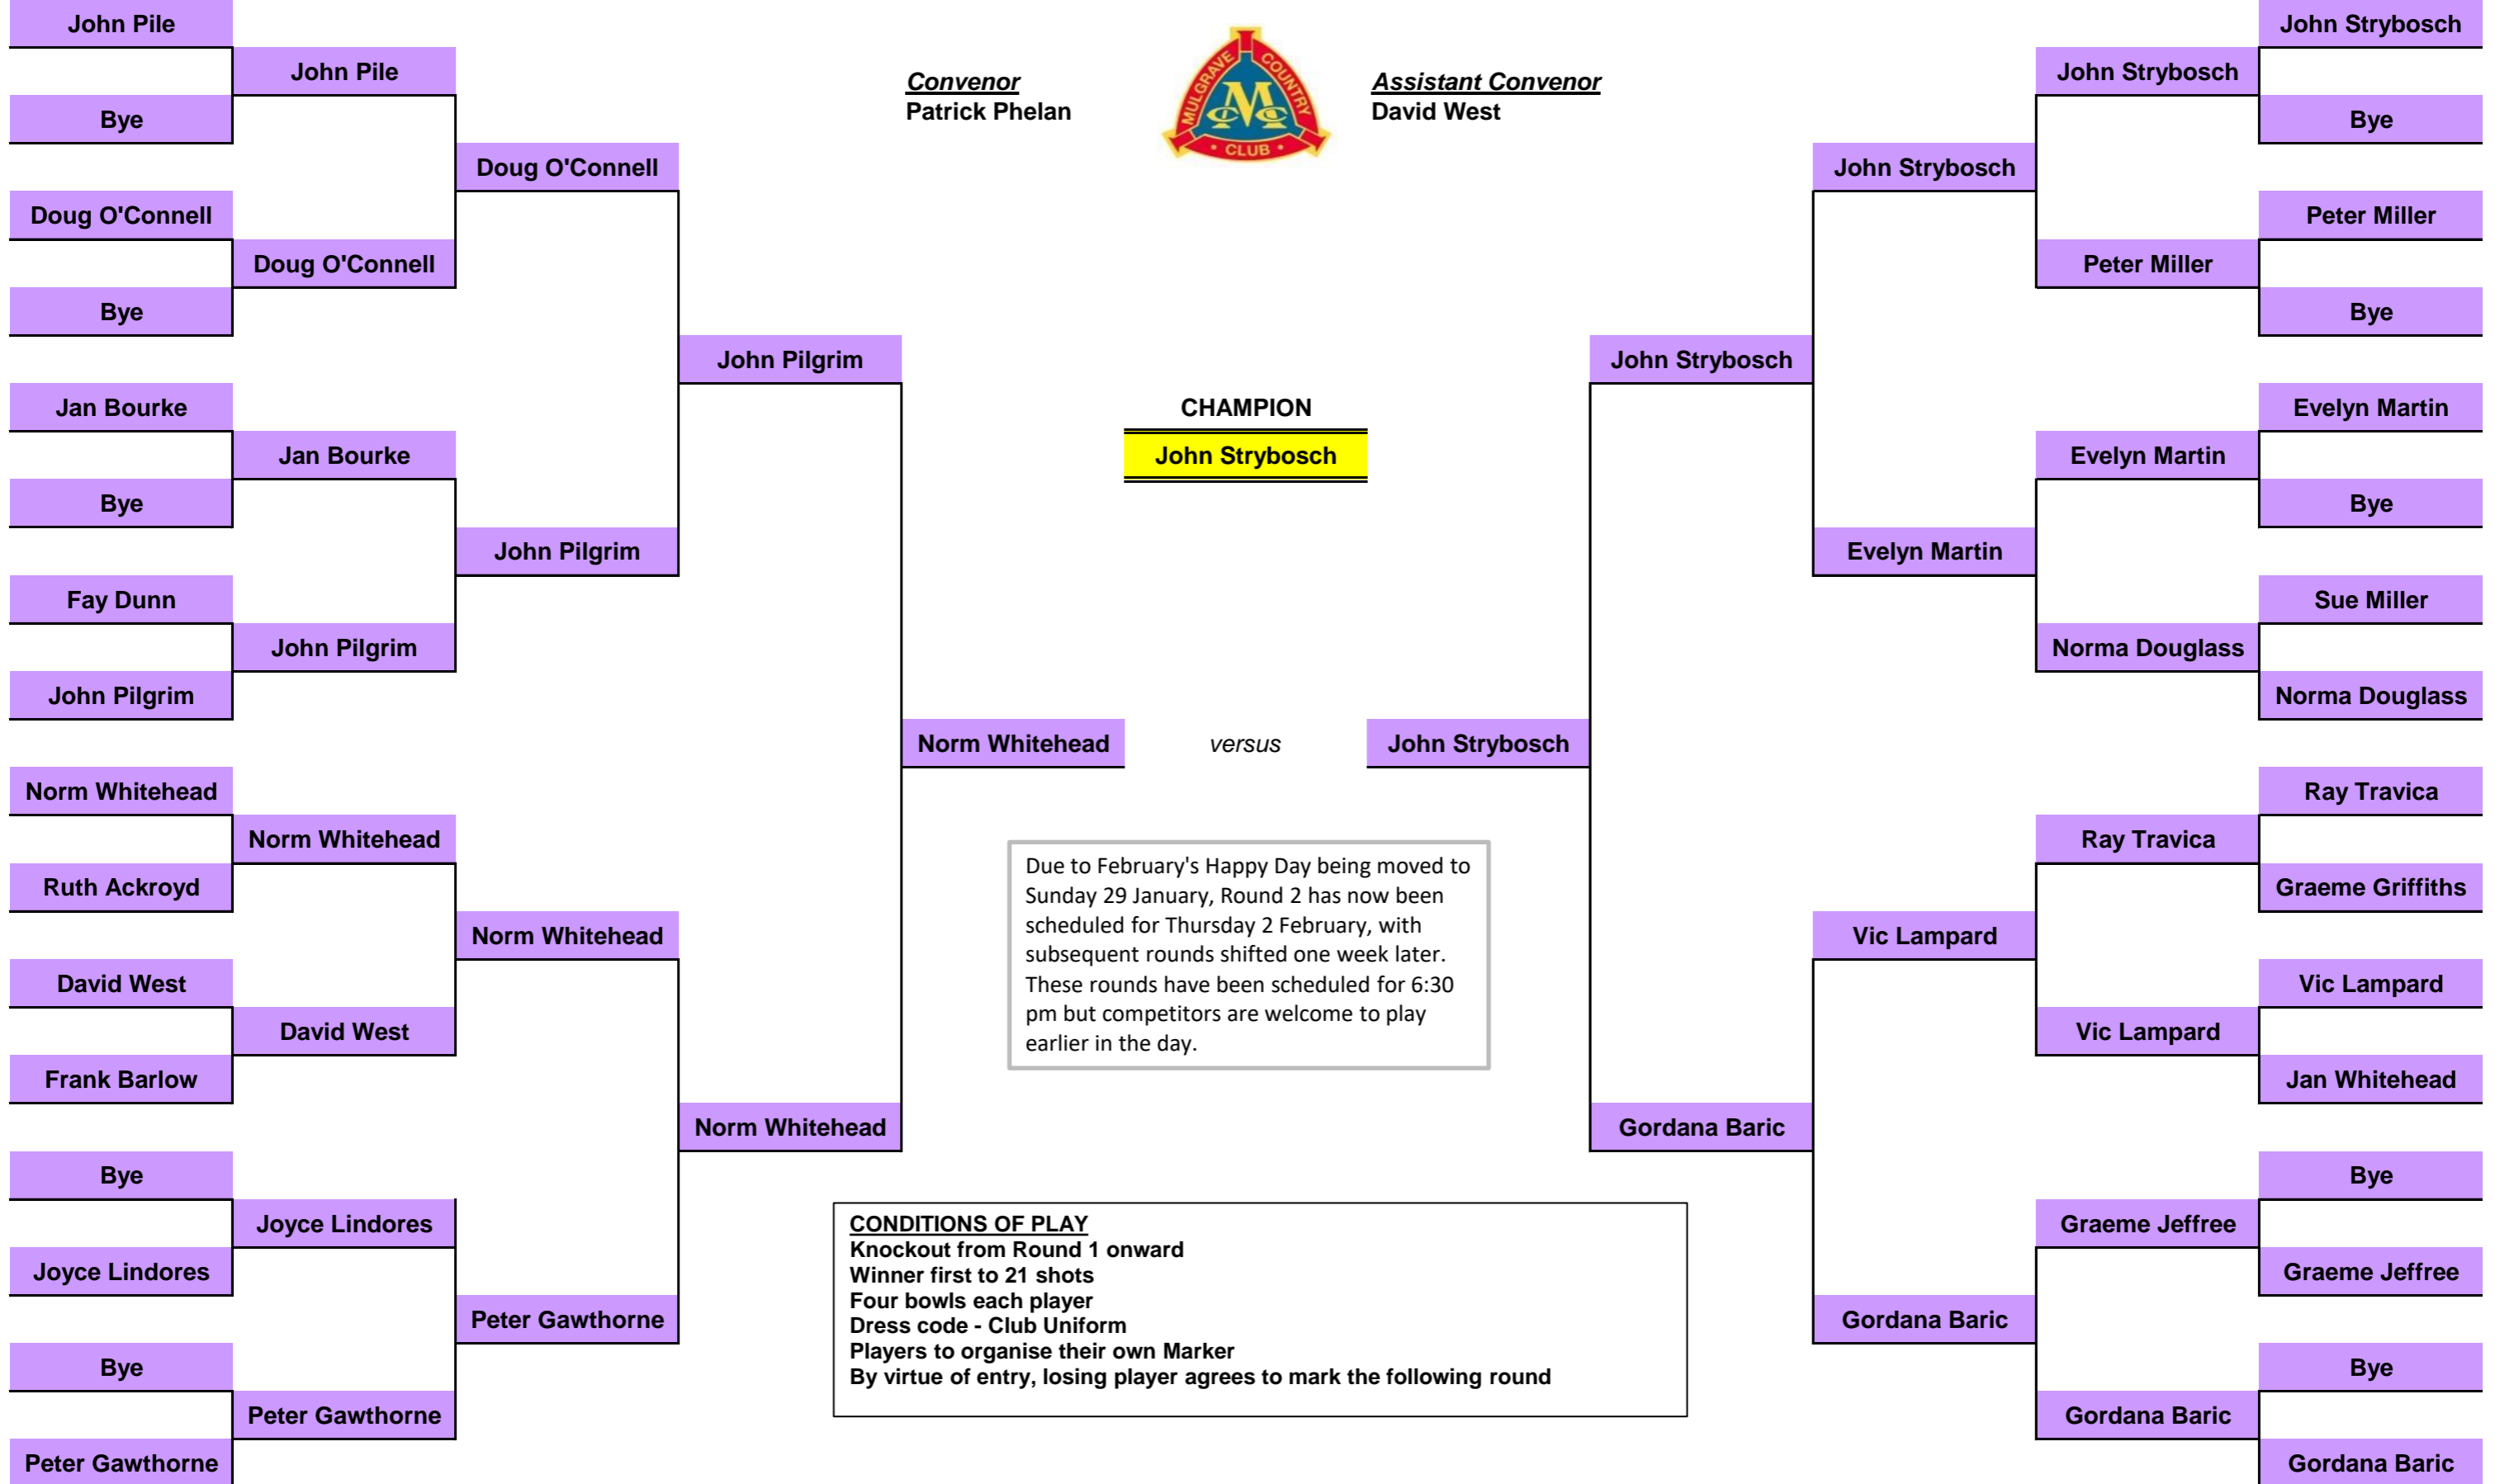 John Pile
Bye
Doug O'Connell
Bye
Jan Bourke
Bye
Fay Dunn
John Pilgrim
Norm Whitehead
Ruth Ackroyd
David West
Frank Barlow
Bye
Joyce Lindores
Bye
Peter Gawthorne
John Pile
Doug O'Connell
Jan Bourke
John Pilgrim
Norm Whitehead
David West
Joyce Lindores
Peter Gawthorne
Doug O'Connell
John Pilgrim
Norm Whitehead
Peter Gawthorne
John Pilgrim
Norm Whitehead
Convenor
Patrick Phelan
MULGRAVE COUNTRY
MCC
• CLUB •
Assistant Convenor
David West
CHAMPION
John Strybosch
Norm Whitehead versus John Strybosch
Due to February's Happy Day being moved to
Sunday 29 January, Round 2 has now been
scheduled for Thursday 2 February, with
subsequent rounds shifted one week later.
These rounds have been scheduled for 6:30
pm but competitors are welcome to play
earlier in the day.
CONDITIONS OF PLAY
Knockout from Round 1 onward
Winner first to 21 shots
Four bowls each player
Dress code - Club Uniform
Players to organise their own Marker
By virtue of entry, losing player agrees to mark the following round
John Strybosch
Gordana Baric
John Strybosch
Evelyn Martin
Vic Lampard
Gordana Baric
John Strybosch
Peter Miller
Evelyn Martin
Norma Douglass
Ray Travica
Vic Lampard
Graeme Jeffree
Gordana Baric
John Strybosch
Bye
Peter Miller
Bye
Evelyn Martin
Bye
Sue Miller
Norma Douglass
Ray Travica
Graeme Griffiths
Vic Lampard
Jan Whitehead
Bye
Graeme Jeffree
Bye
Gordana Baric